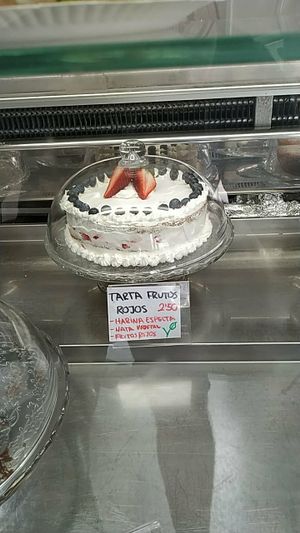 TARTA FRUTOS
ROJOS 2'50
- HARINA ESPELTA
- NATA VEGETAL
- FRUTOS ROJOS